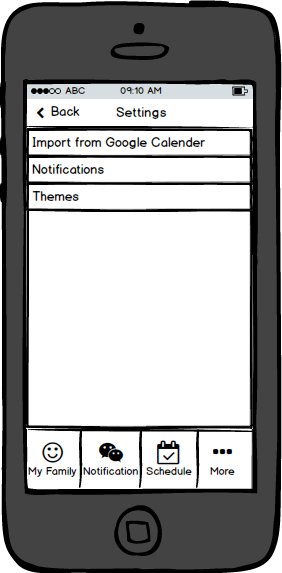 ABC 09:10 AM
Back Settings
Import from Google Calender
Notifications
Themes
My Family Notification Schedule More